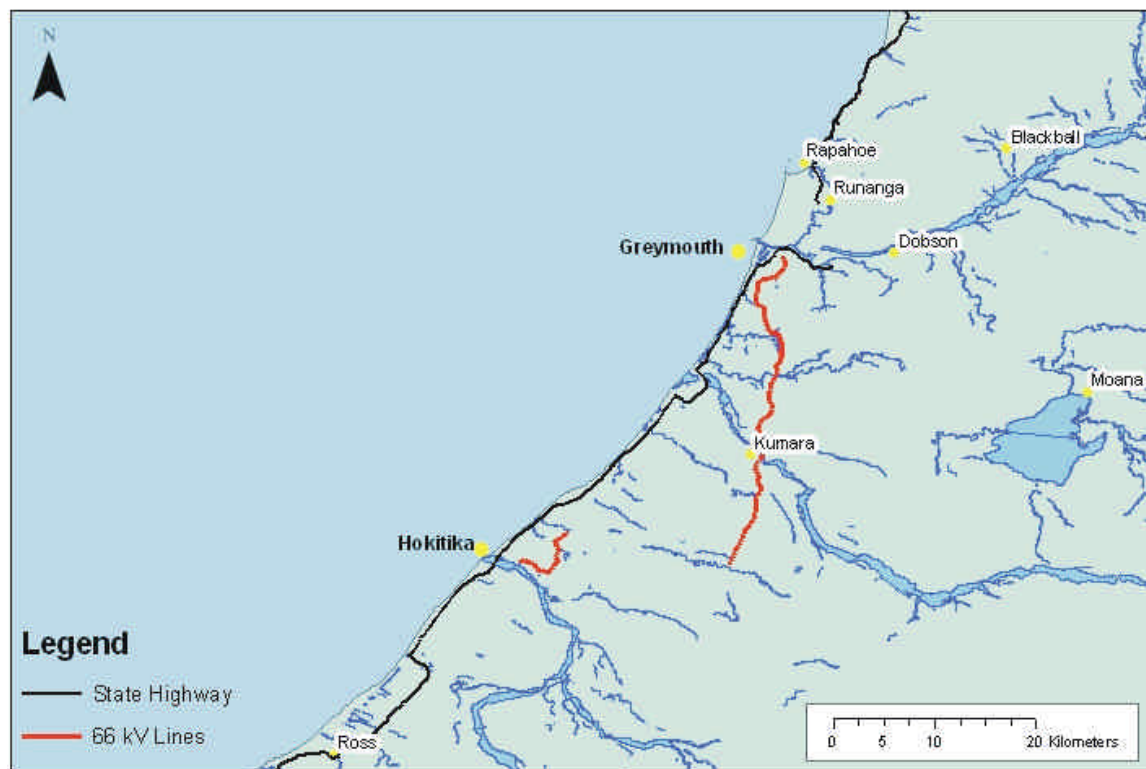 N
Blackball
Rapahoe
Runanga
Greymouth
Dobson
Moana
Kumara
Hokitika
Legend
State Highway
66 kV Lines
Ross
0 5 10 20 Kilometers